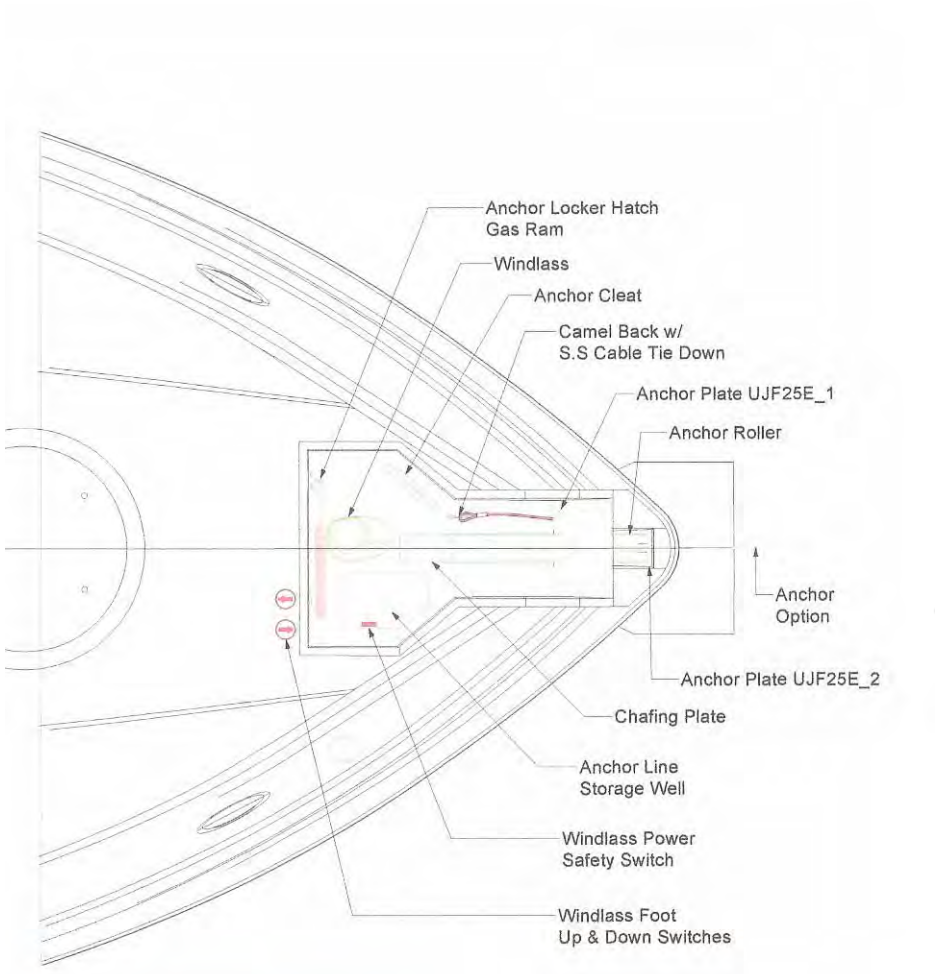 Anchor Locker Hatch
Gas Ram
Windlass
Anchor Cleat
Camel Back w/
S.S Cable Tie Down
Anchor Plate UJF25E_1
Anchor Roller
Anchor
Option
Anchor Plate UJF25E_2
Chafing Plate
Anchor Line
Storage Well
Windlass Power
Safety Switch
Windlass Foot
Up & Down Switches